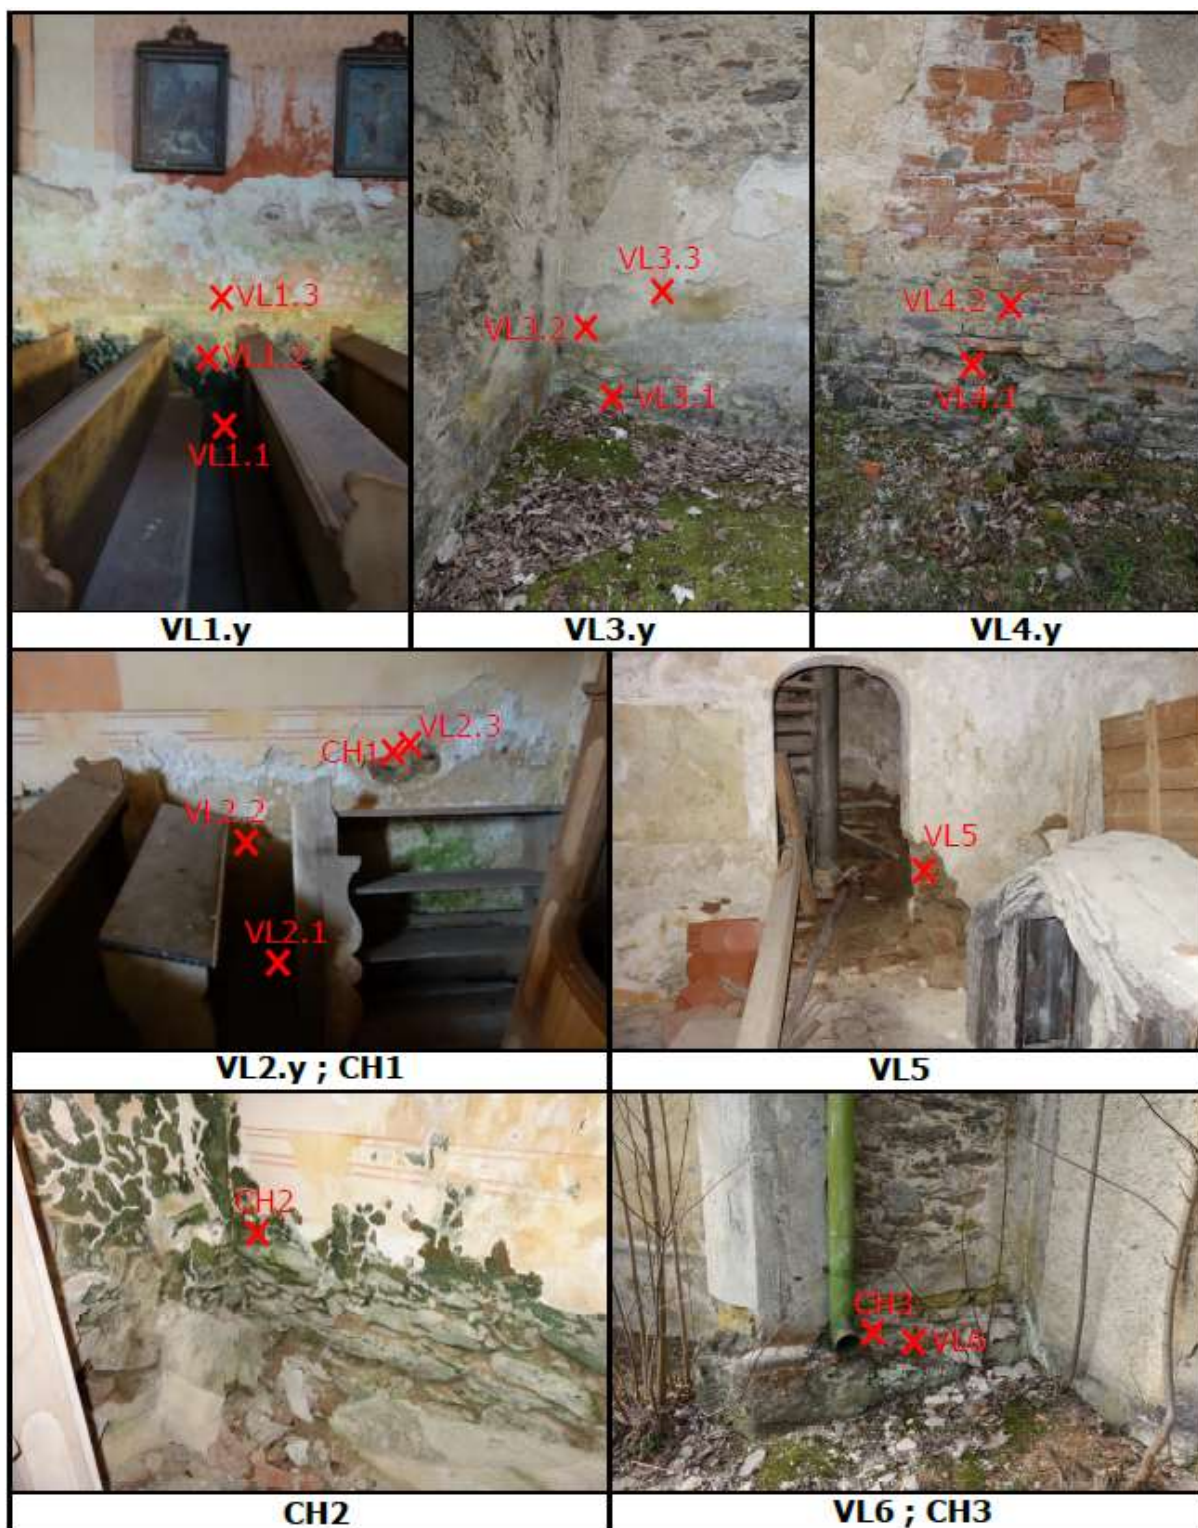 VL1.3
VL1.2
VL1.1
VL3.3
VL3.2
VL3.1
VL4.2
VL4.1
VL1.y
VL3.y
VL4.y
VL2.3
CH1
VL2.2
VL2.1
VL5
VL2.y ; CH1
VL5
CH2
CH3
VL6
CH2
VL6 ; CH3